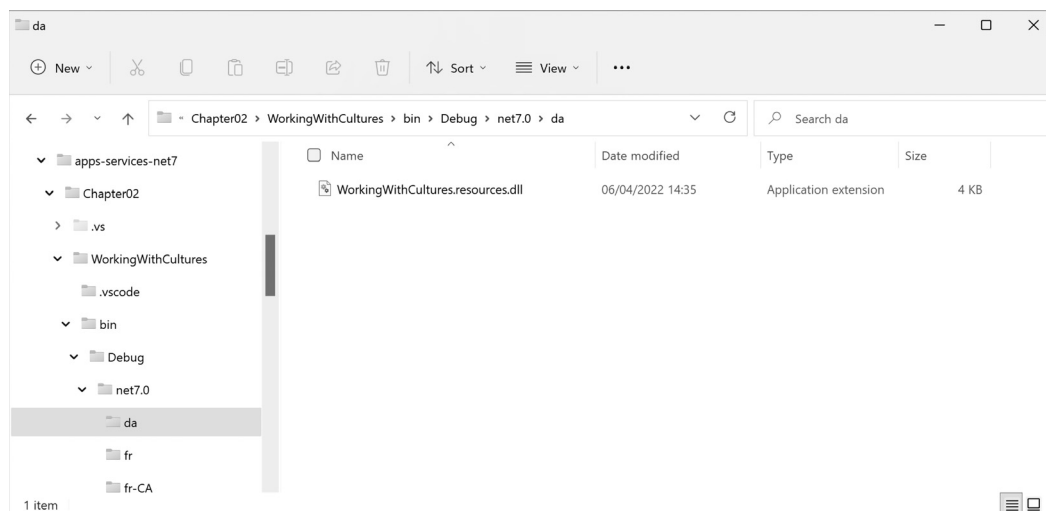 da
New Sort View
Chapter02 > WorkingWithCultures > bin > Debug > net7.0 > da Search da
apps-services-net7
Chapter02
.vs
WorkingWithCultures
.vscode
bin
Debug
net7.0
da
fr
fr-CA
Name Date modified Type Size
WorkingWithCultures.resources.dll 06/04/2022 14:35 Application extension 4 KB
1 item